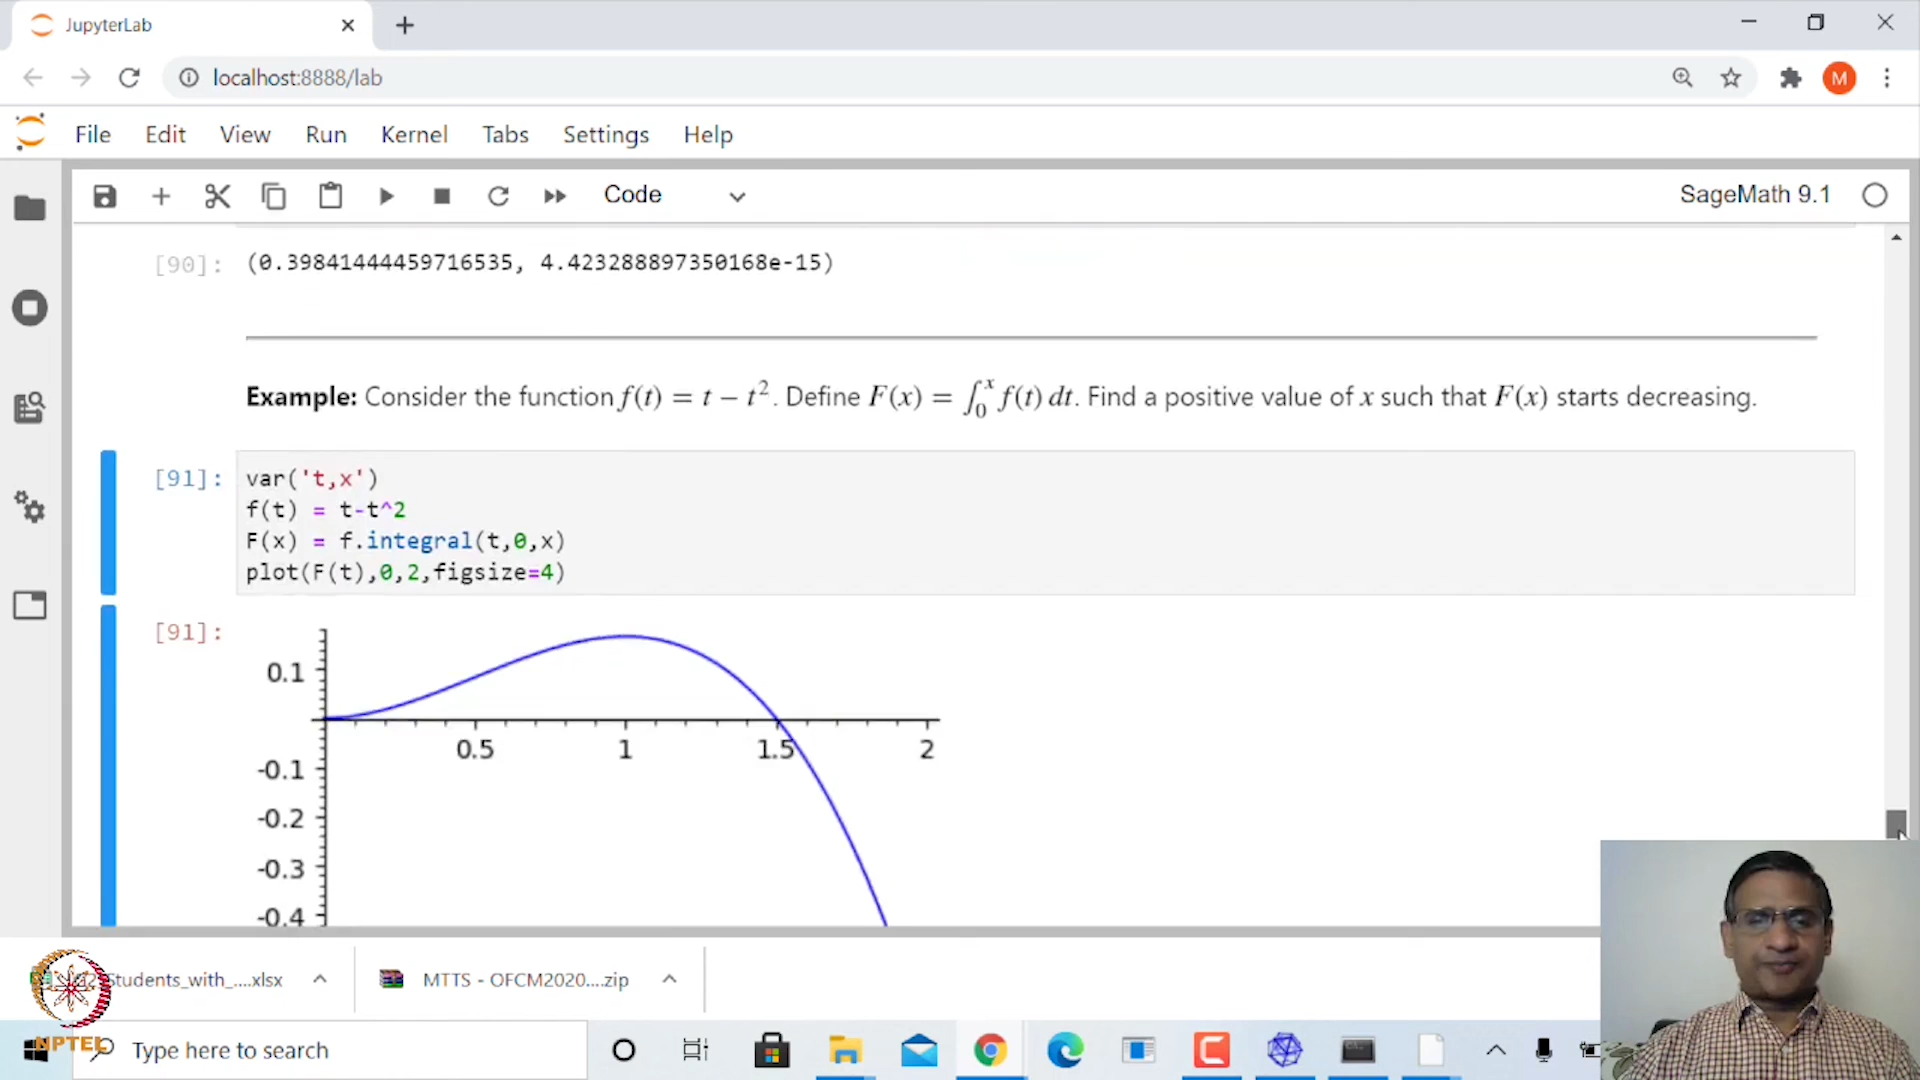 JupyterLab
localhost:8888/lab
M
File Edit View Run Kernel Tabs Settings Help
Code
SageMath 9.1
[90]: (0.39841444459716535, 4.423288897350168e-15)
Example: Consider the function f(t) = t − t². Define F(x) = ∫₀ˣ f(t) dt. Find a positive value of x such that F(x) starts decreasing.
[91]: var('t,x')
f(t) = t-t^2
F(x) = f.integral(t,0,x)
plot(F(t),0,2,figsize=4)
[91]:
0.1
0.5 1 1.5 2
-0.1
-0.2
-0.3
-0.4
Students_with_....xlsx
MTTS - OFCM2020....zip
NPTEL
Type here to search